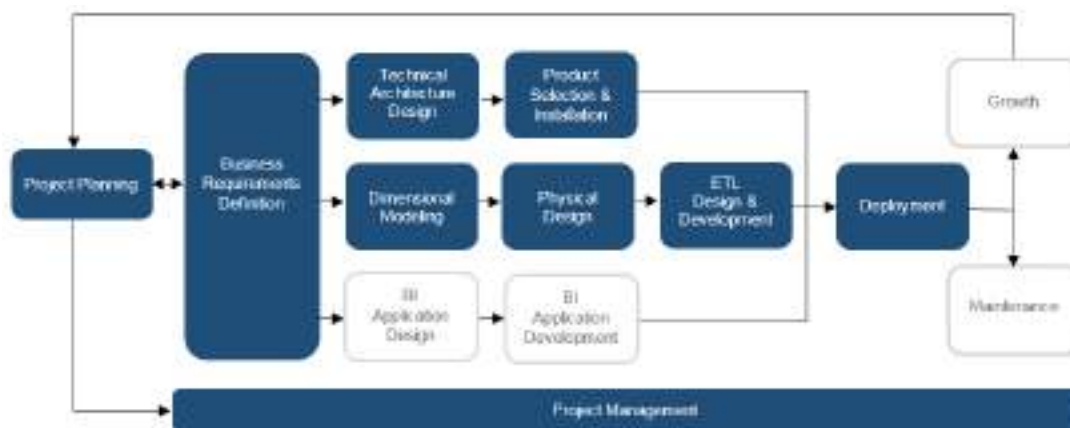 Technical
Architecture
Design
Product
Selection &
Installation
Growth
Project Planning
Business
Requirements
Definition
Dimensional
Modeling
Physical
Design
ETL
Design &
Development
Deployment
BI
Application
Design
BI
Application
Development
Maintenance
Project Management